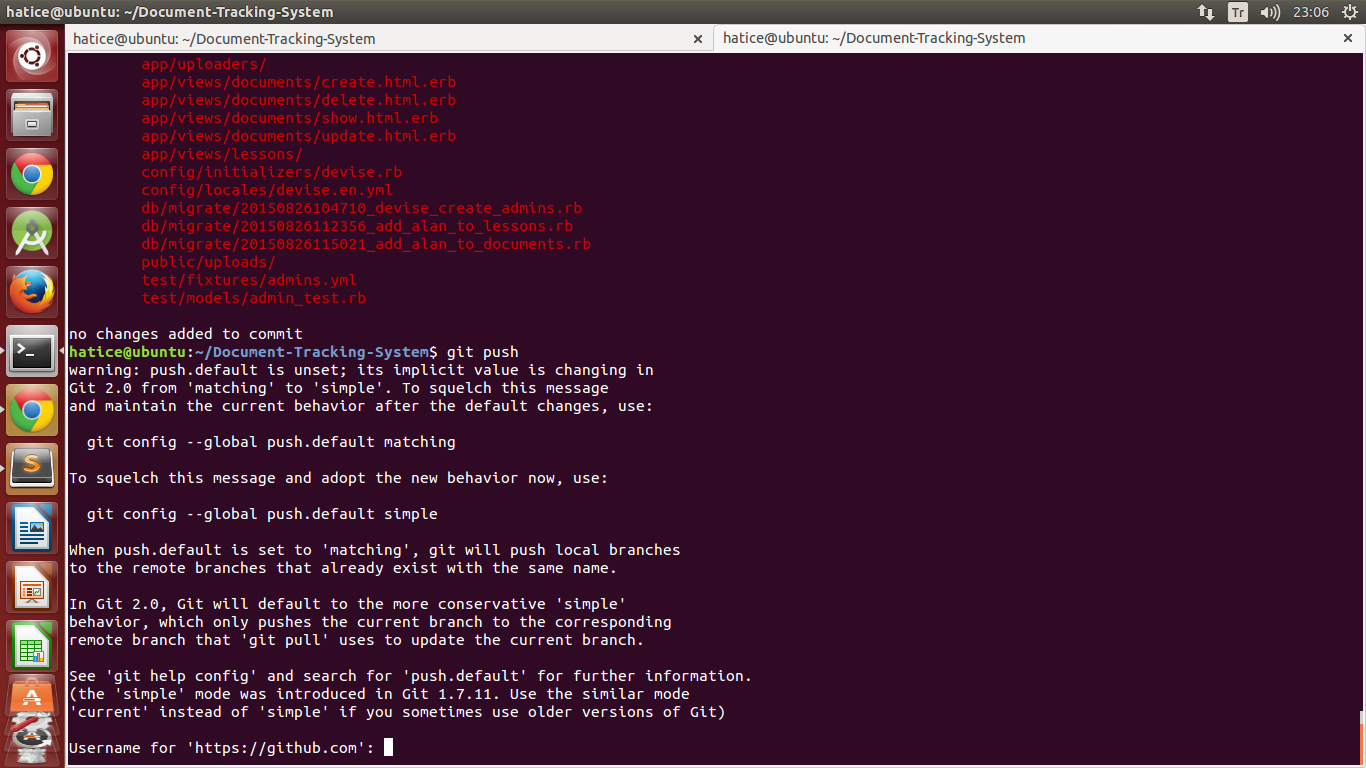 hatice@ubuntu: ~/Document-Tracking-System
Tr
23:06
hatice@ubuntu: ~/Document-Tracking-System
hatice@ubuntu: ~/Document-Tracking-System
app/uploaders/
app/views/documents/create.html.erb
app/views/documents/delete.html.erb
app/views/documents/show.html.erb
app/views/documents/update.html.erb
app/views/lessons/
config/initializers/devise.rb
config/locales/devise.en.yml
db/migrate/20150826104710_devise_create_admins.rb
db/migrate/20150826112356_add_alan_to_lessons.rb
db/migrate/20150826115021_add_alan_to_documents.rb
public/uploads/
test/fixtures/admins.yml
test/models/admin_test.rb
no changes added to commit
hatice@ubuntu:~/Document-Tracking-System$ git push
warning: push.default is unset; its implicit value is changing in
Git 2.0 from 'matching' to 'simple'. To squelch this message
and maintain the current behavior after the default changes, use:
git config --global push.default matching
To squelch this message and adopt the new behavior now, use:
git config --global push.default simple
When push.default is set to 'matching', git will push local branches
to the remote branches that already exist with the same name.
In Git 2.0, Git will default to the more conservative 'simple'
behavior, which only pushes the current branch to the corresponding
remote branch that 'git pull' uses to update the current branch.
See 'git help config' and search for 'push.default' for further information.
(the 'simple' mode was introduced in Git 1.7.11. Use the similar mode
'current' instead of 'simple' if you sometimes use older versions of Git)
Username for 'https://github.com':